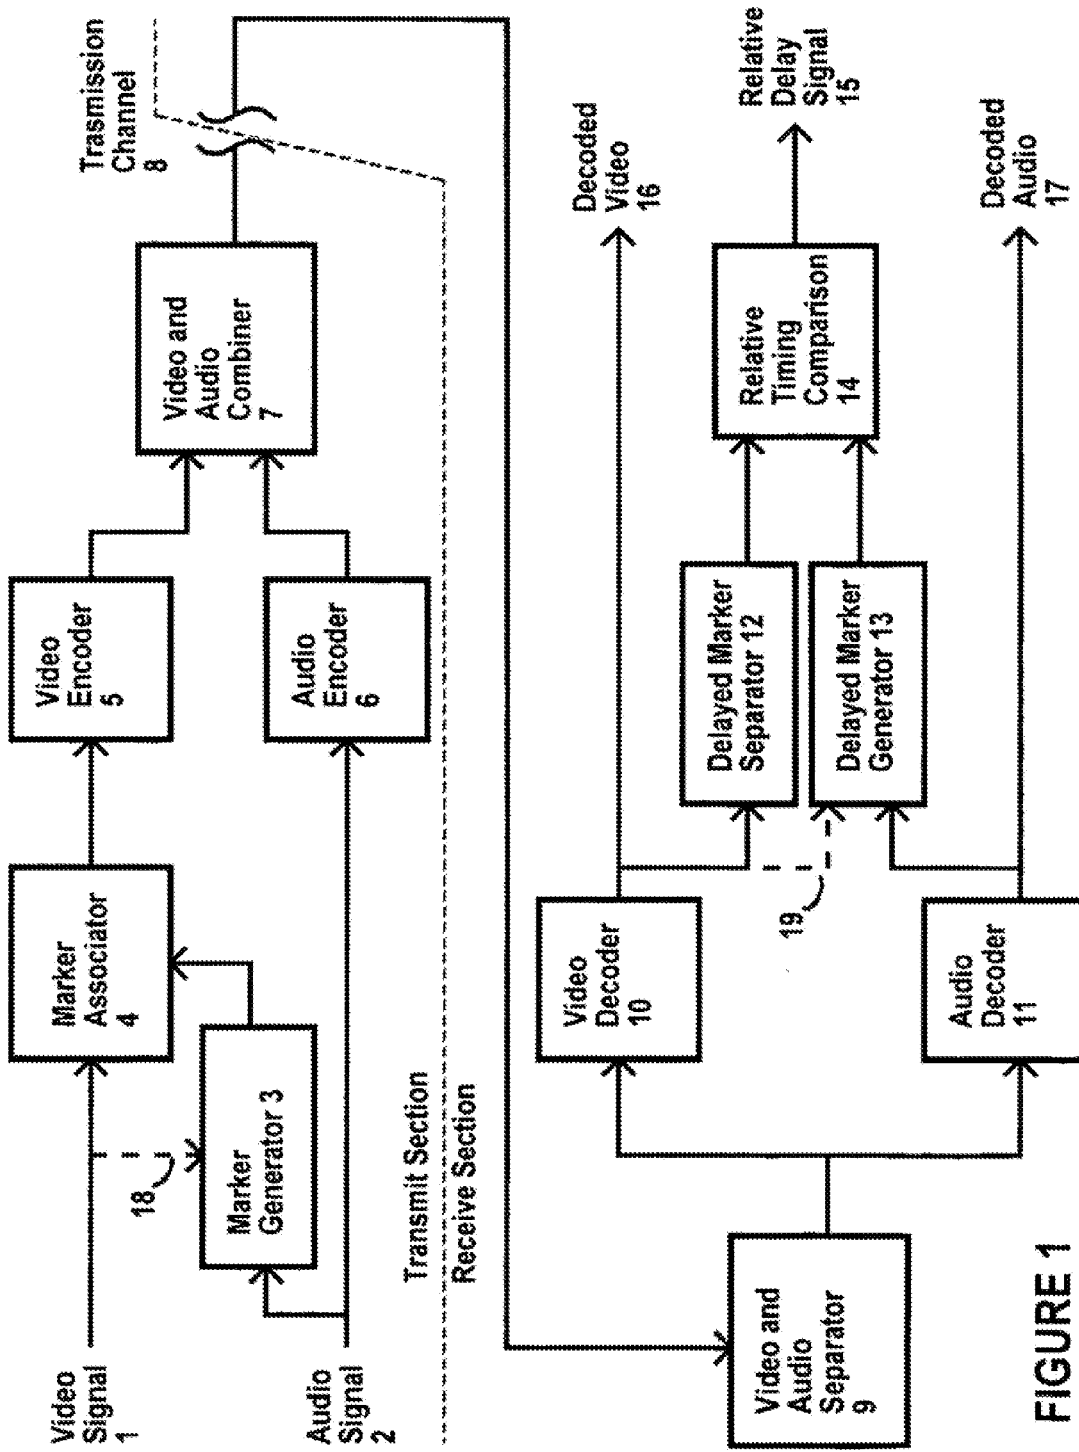 Video
Signal
1
Audio
Signal
2
18
Marker
Generator 3
Marker
Associator
4
Video
Encoder
5
Audio
Encoder
6
Video and
Audio
Combiner
7
Trasmission
Channel
8
Transmit Section
Receive Section
Video and
Audio
Separator
9
Video
Decoder
10
Audio
Decoder
11
19
Delayed Marker
Separator 12
Delayed Marker
Generator 13
Relative
Timing
Comparison
14
Decoded
Video
16
Relative
Delay
Signal
15
Decoded
Audio
17
FIGURE 1